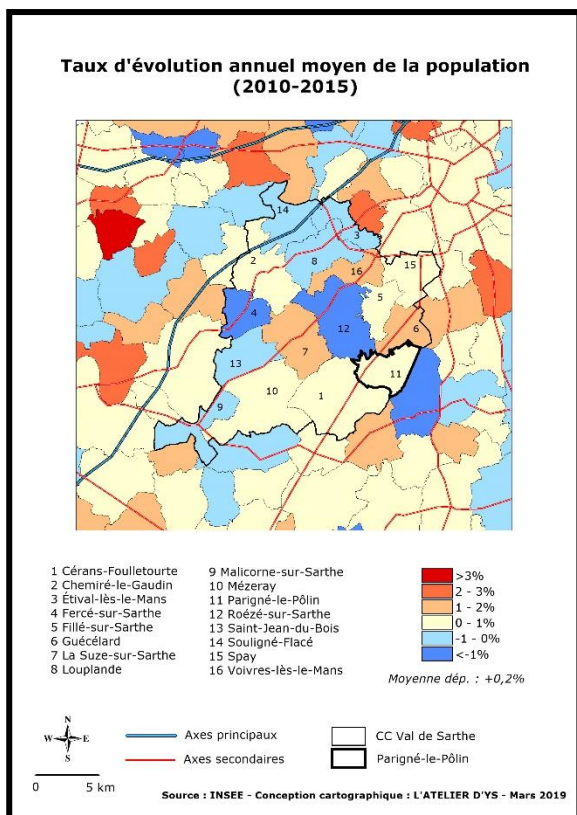 Taux d'évolution annuel moyen de la population
(2010-2015)
14
3
2
8
15
16
5
4
12
6
7
13
11
10
1
9
1 Cérans-Foulletourte
2 Chemiré-le-Gaudin
3 Étival-lès-le-Mans
4 Fercé-sur-Sarthe
5 Fillé-sur-Sarthe
6 Guécélard
7 La Suze-sur-Sarthe
8 Louplande
9 Malicorne-sur-Sarthe
10 Mézeray
11 Parigné-le-Pôlin
12 Roézé-sur-Sarthe
13 Saint-Jean-du-Bois
14 Souligné-Flacé
15 Spay
16 Voivres-lès-le-Mans
>3%
2 - 3%
1 - 2%
0 - 1%
-1 - 0%
<-1%
Moyenne dép. : +0,2%
N
W E
S
Axes principaux
Axes secondaires
CC Val de Sarthe
Parigné-le-Pôlin
0 5 km
Source : INSEE - Conception cartographique : L'ATELIER D'YS - Mars 2019